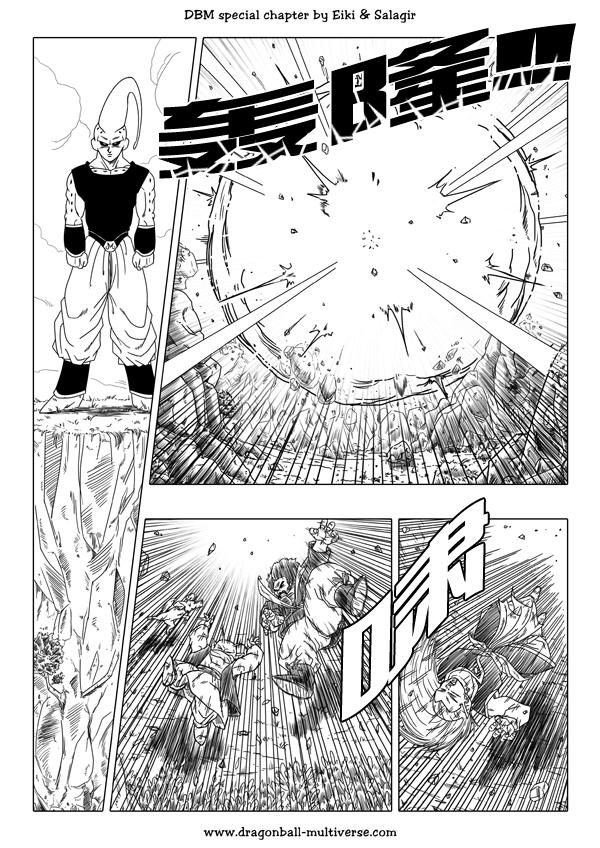 DBM special chapter by Eiki & Salagir
轰隆!!
M
www.dragonball-multiverse.com